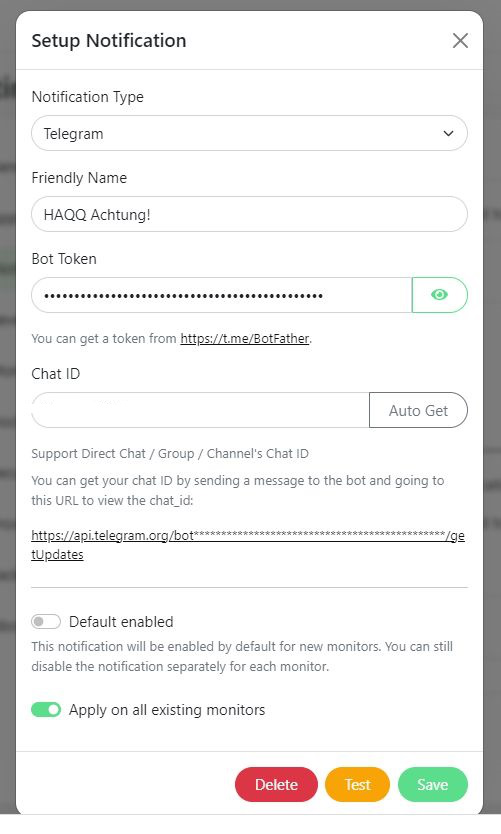 Setup Notification
Notification Type
Telegram
Friendly Name
HAQQ Achtung!
Bot Token
••••••••••••••••••••••••••••••••••••••••••••••
You can get a token from https://t.me/BotFather.
Chat ID
Auto Get
Support Direct Chat / Group / Channel's Chat ID
You can get your chat ID by sending a message to the bot and going to
this URL to view the chat_id:
https://api.telegram.org/bot**********************************************/ge
tUpdates
Default enabled
This notification will be enabled by default for new monitors. You can still
disable the notification separately for each monitor.
Apply on all existing monitors
Delete
Test
Save